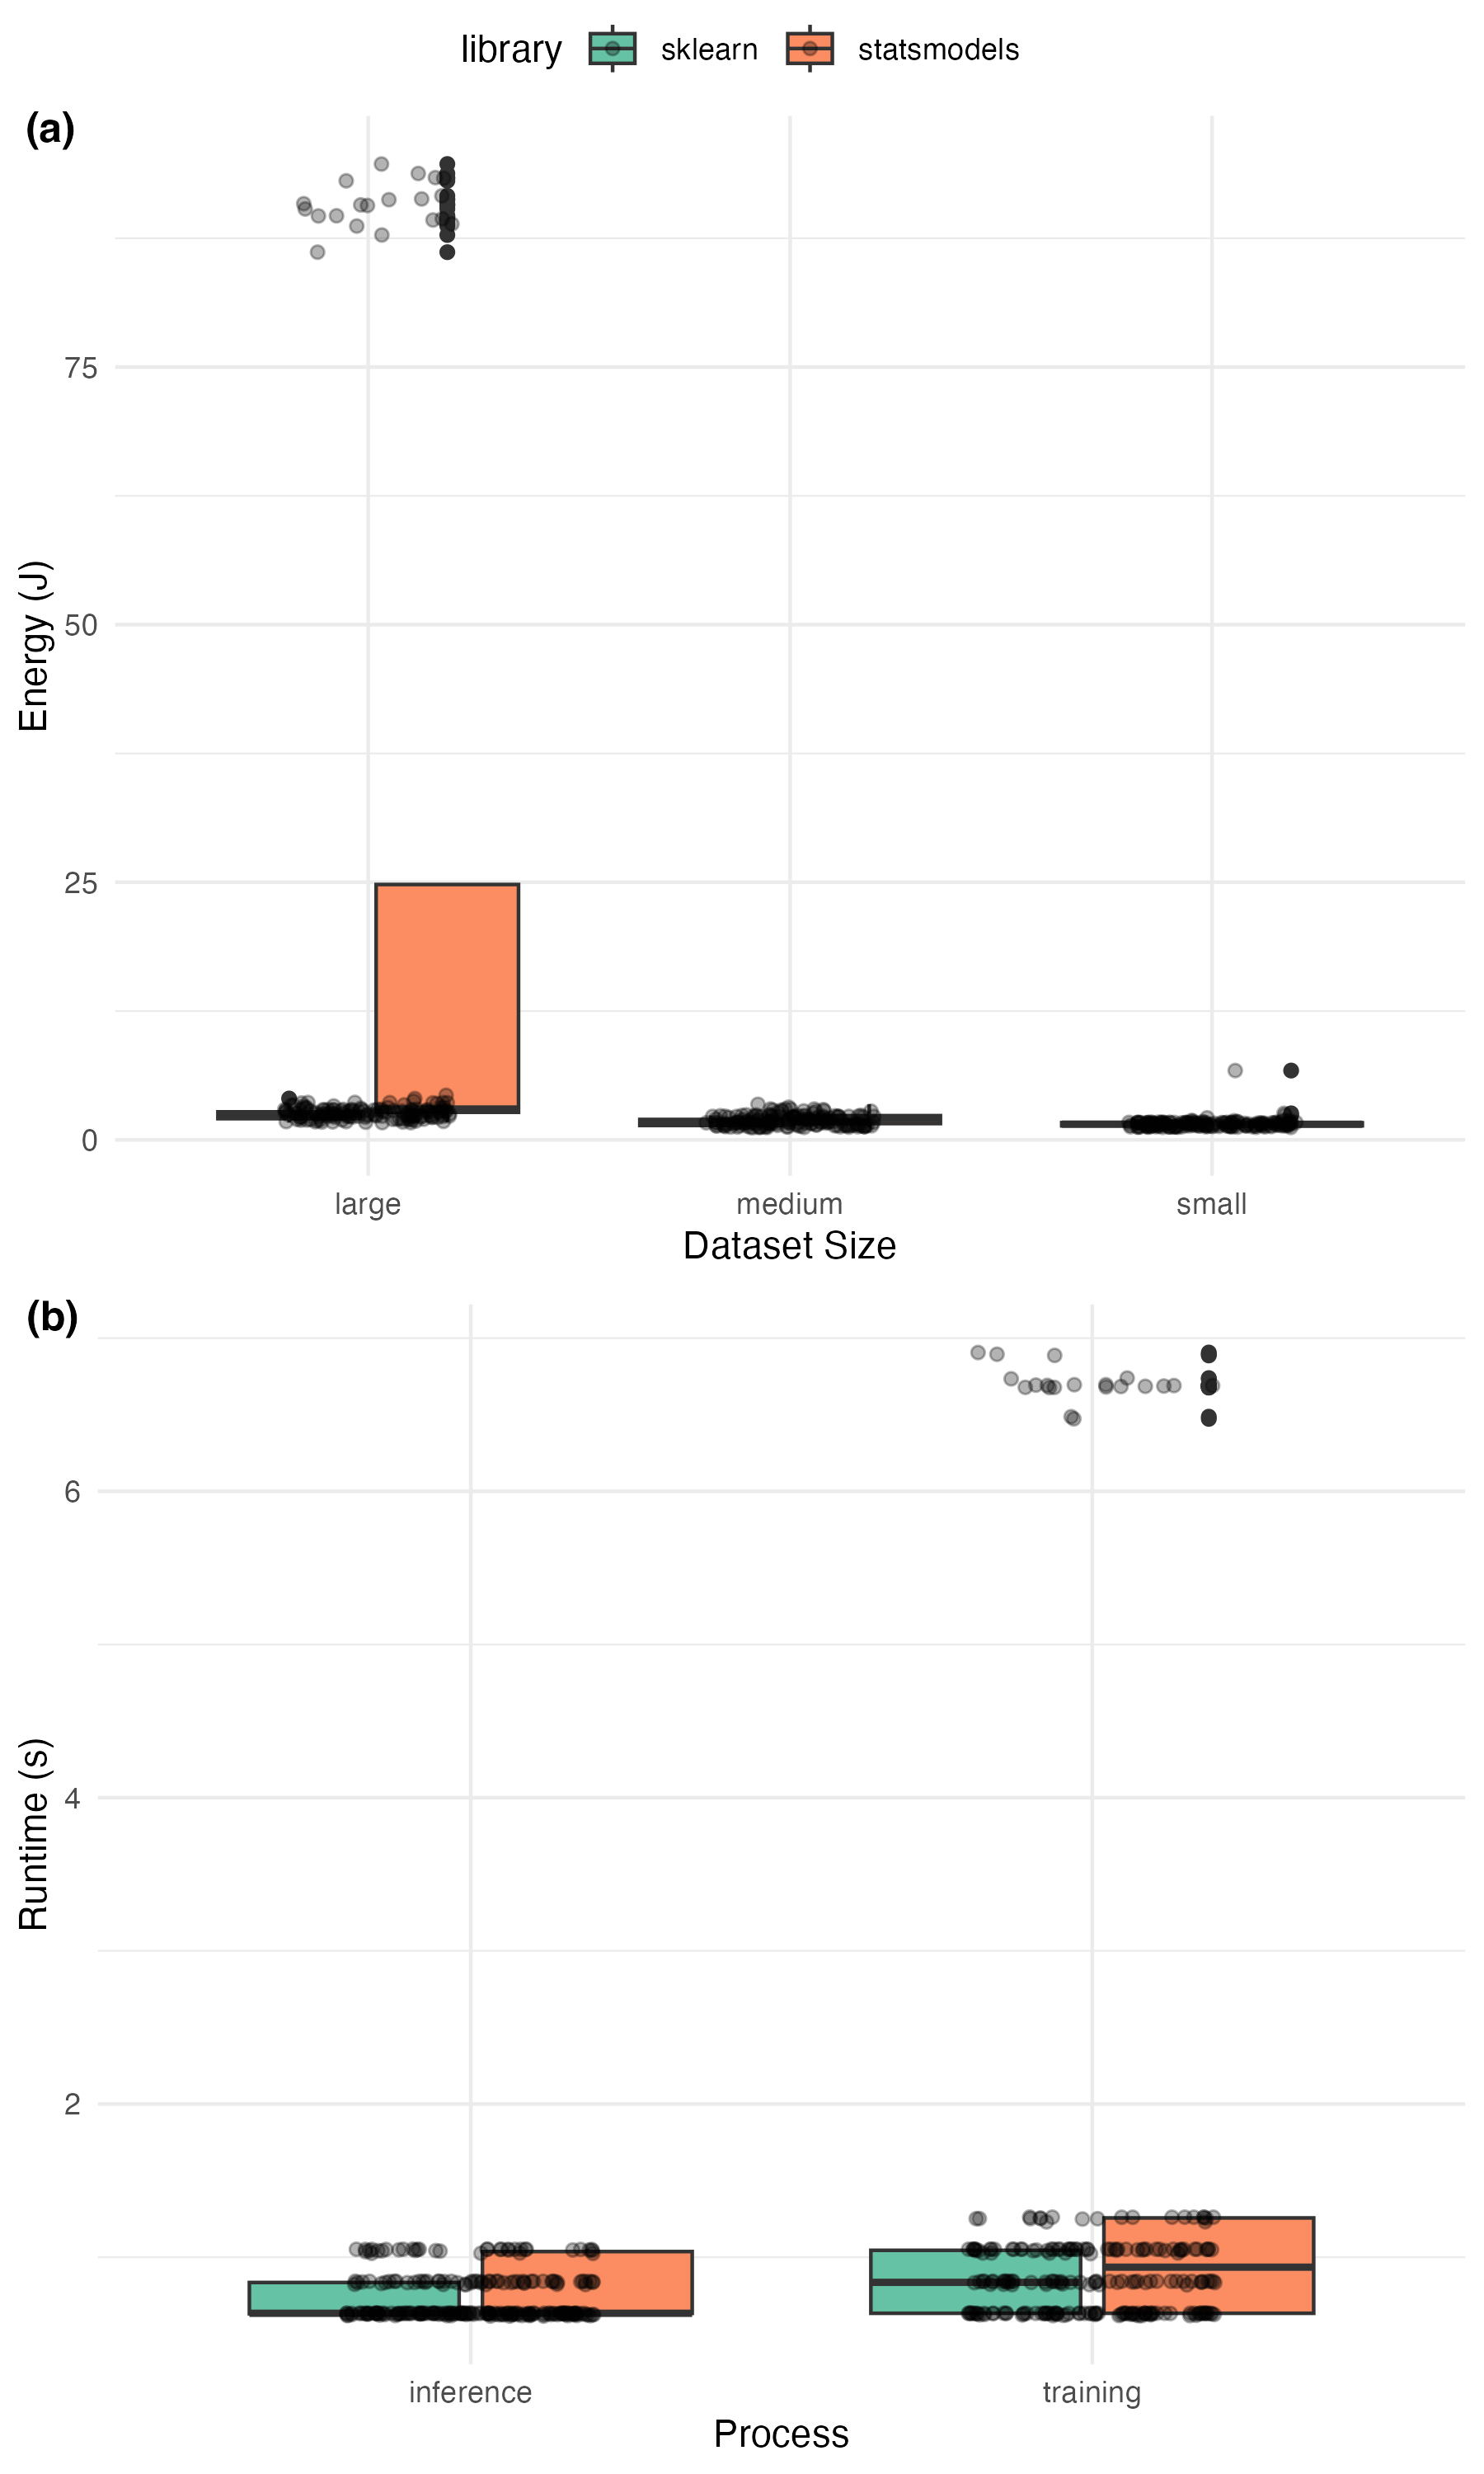 library sklearn statsmodels
(a)
75
50
25
0
Energy (J)
large medium small
Dataset Size
(b)
6
4
2
Runtime (s)
inference training
Process